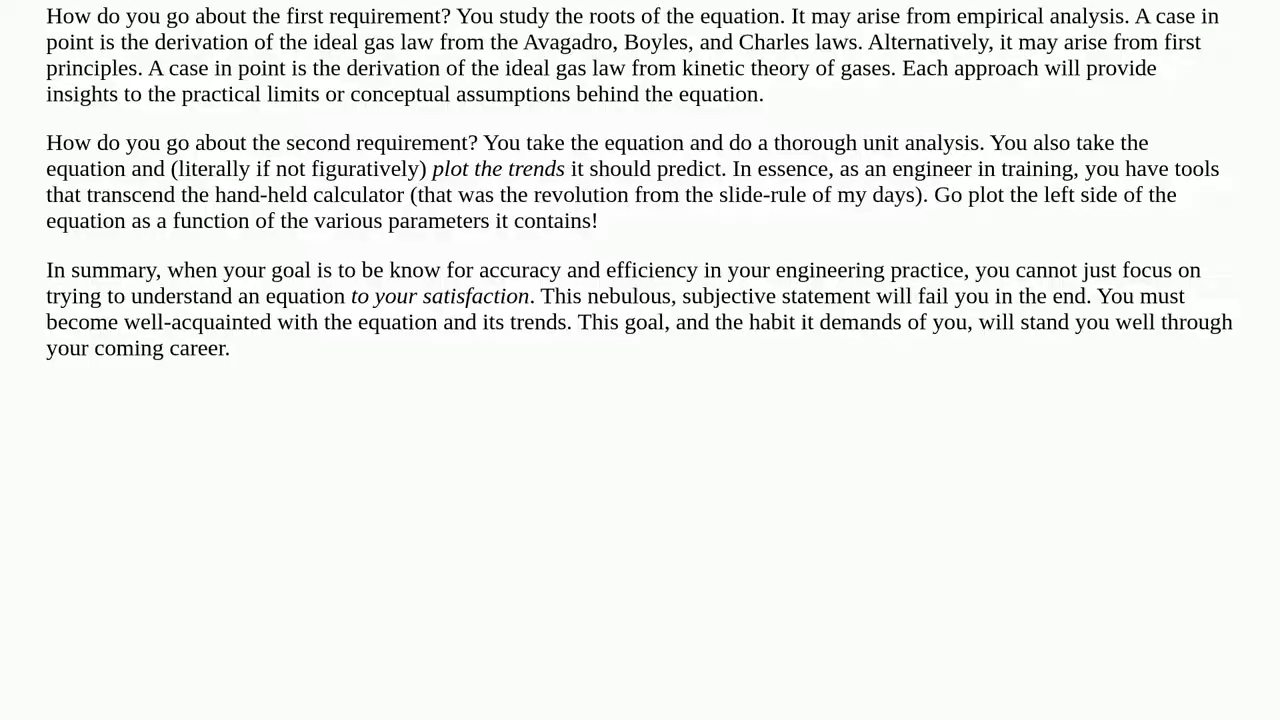 How do you go about the first requirement? You study the roots of the equation. It may arise from empirical analysis. A case in
point is the derivation of the ideal gas law from the Avagadro, Boyles, and Charles laws. Alternatively, it may arise from first
principles. A case in point is the derivation of the ideal gas law from kinetic theory of gases. Each approach will provide
insights to the practical limits or conceptual assumptions behind the equation.
How do you go about the second requirement? You take the equation and do a thorough unit analysis. You also take the
equation and (literally if not figuratively) plot the trends it should predict. In essence, as an engineer in training, you have tools
that transcend the hand-held calculator (that was the revolution from the slide-rule of my days). Go plot the left side of the
equation as a function of the various parameters it contains!
In summary, when your goal is to be know for accuracy and efficiency in your engineering practice, you cannot just focus on
trying to understand an equation to your satisfaction. This nebulous, subjective statement will fail you in the end. You must
become well-acquainted with the equation and its trends. This goal, and the habit it demands of you, will stand you well through
your coming career.